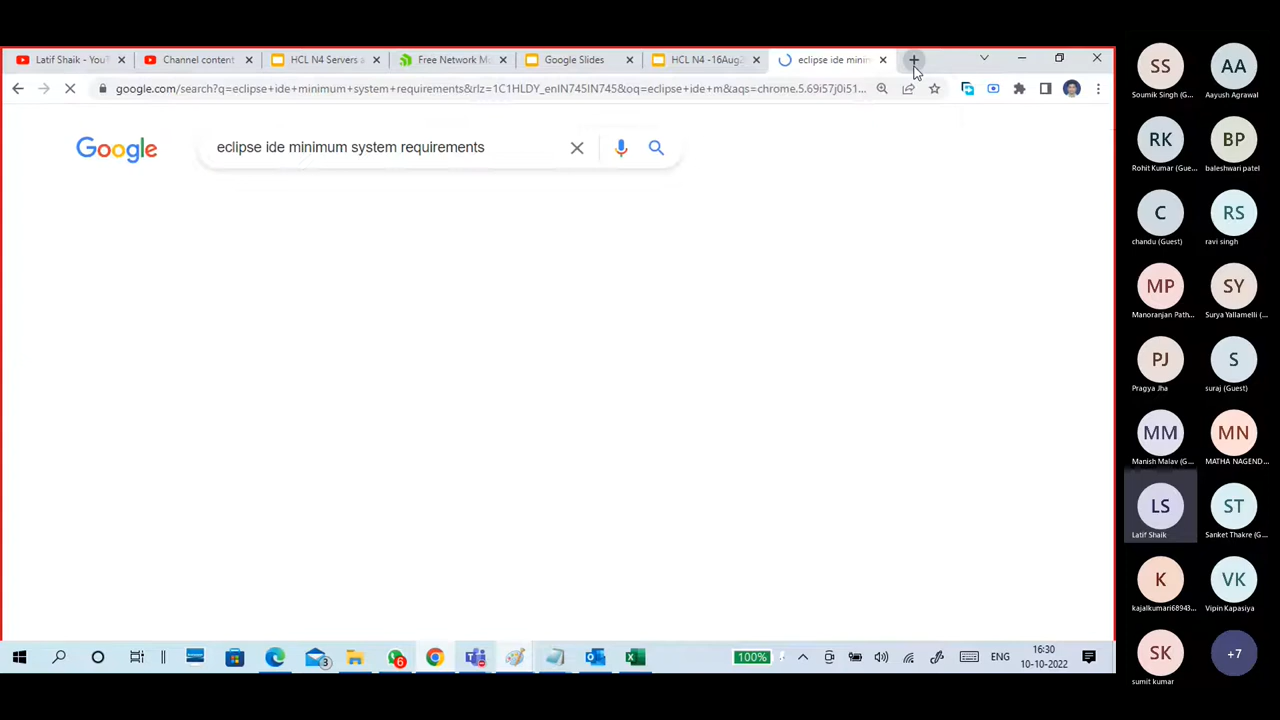 Latif Shaik - YouT
Channel content
HCL N4 Servers a
Free Network Mo
Google Slides
HCL N4 -16Aug2
eclipse ide minim
google.com/search?q=eclipse+ide+minimum+system+requirements&rlz=1C1HLDY_enIN745IN745&oq=eclipse+ide+m&aqs=chrome.5.69i57j0i51...
Google
eclipse ide minimum system requirements
SS
AA
Soumik Singh (G...
Aayush Agrawal
RK
BP
Rohit Kumar (Gue...
baleshwari patel
C
RS
chandu (Guest)
ravi singh
MP
SY
Manoranjan Path...
Surya Yallamelli (...
PJ
S
Pragya Jha
suraj (Guest)
MM
MN
Manish Malav (G...
MATHA NAGEND...
LS
ST
Latif Shaik
Sanket Thakre (G...
K
VK
kajalkumari68943...
Vipin Kapasiya
SK
+7
sumit kumar
3
6
100%
ENG
16:30
10-10-2022